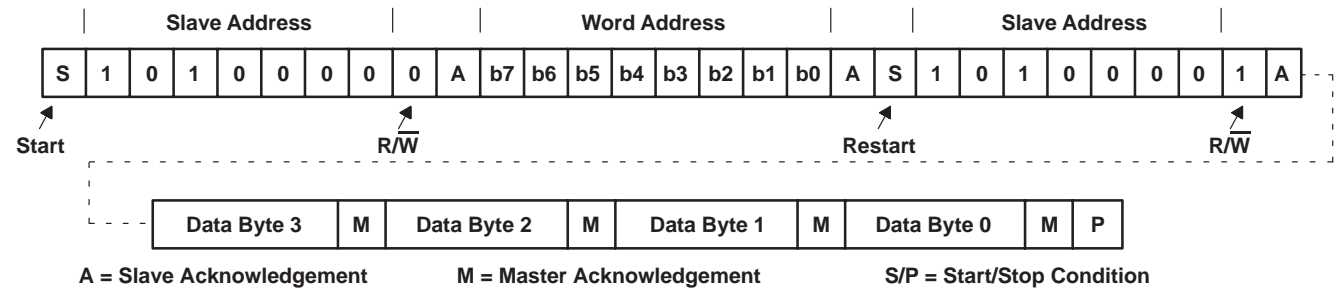 Slave Address Word Address Slave Address
S 1 0 1 0 0 0 0 0 A b7 b6 b5 b4 b3 b2 b1 b0 A S 1 0 1 0 0 0 0 1 A
Start R/W̅ Restart R/W̅
Data Byte 3 M Data Byte 2 M Data Byte 1 M Data Byte 0 M P
A = Slave Acknowledgement M = Master Acknowledgement S/P = Start/Stop Condition